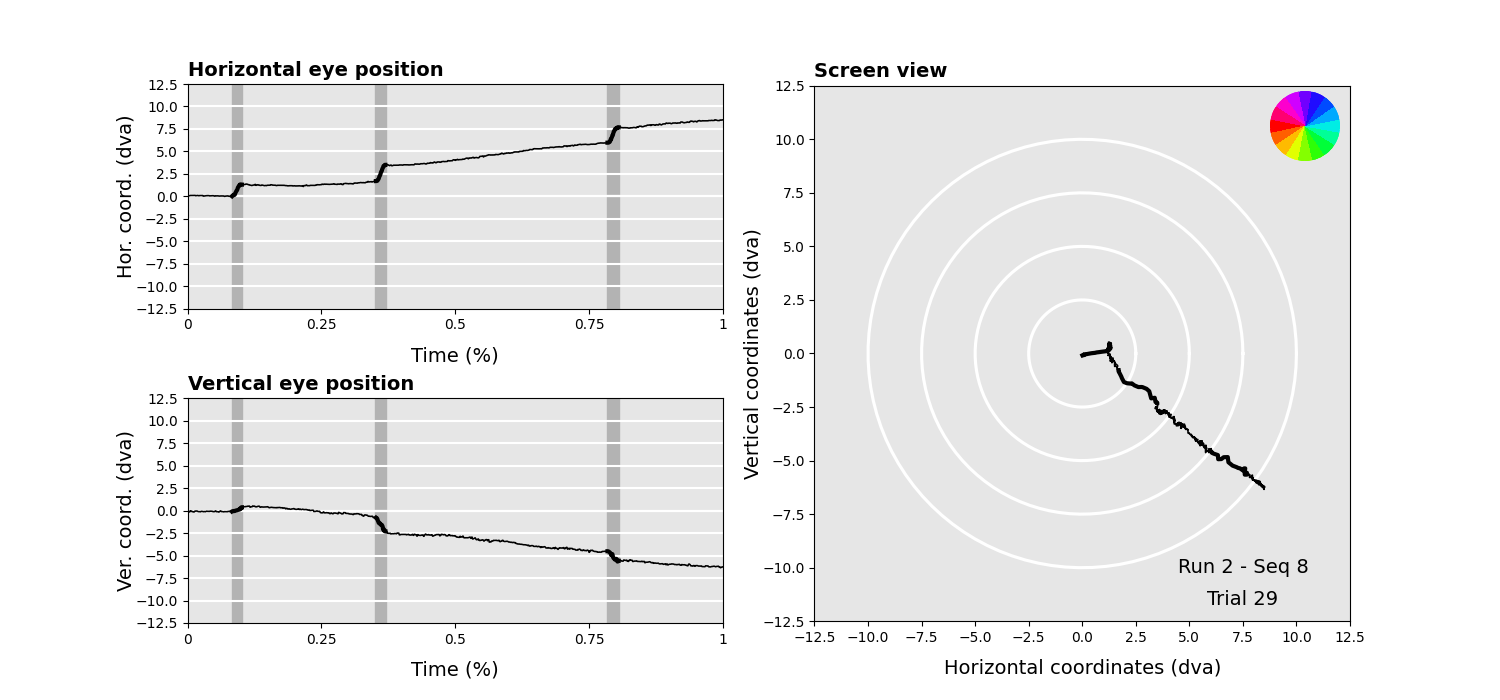 Horizontal eye position
Hor. coord. (dva)
12.5
10.0
7.5
5.0
2.5
0.0
−2.5
−5.0
−7.5
−10.0
−12.5
0 0.25 0.5 0.75 1
Time (%)
Vertical eye position
Ver. coord. (dva)
12.5
10.0
7.5
5.0
2.5
0.0
−2.5
−5.0
−7.5
−10.0
−12.5
0 0.25 0.5 0.75 1
Time (%)
Screen view
Vertical coordinates (dva)
12.5
10.0
7.5
5.0
2.5
0.0
−2.5
−5.0
−7.5
−10.0
−12.5
Run 2 - Seq 8
Trial 29
−12.5 −10.0 −7.5 −5.0 −2.5 0.0 2.5 5.0 7.5 10.0 12.5
Horizontal coordinates (dva)